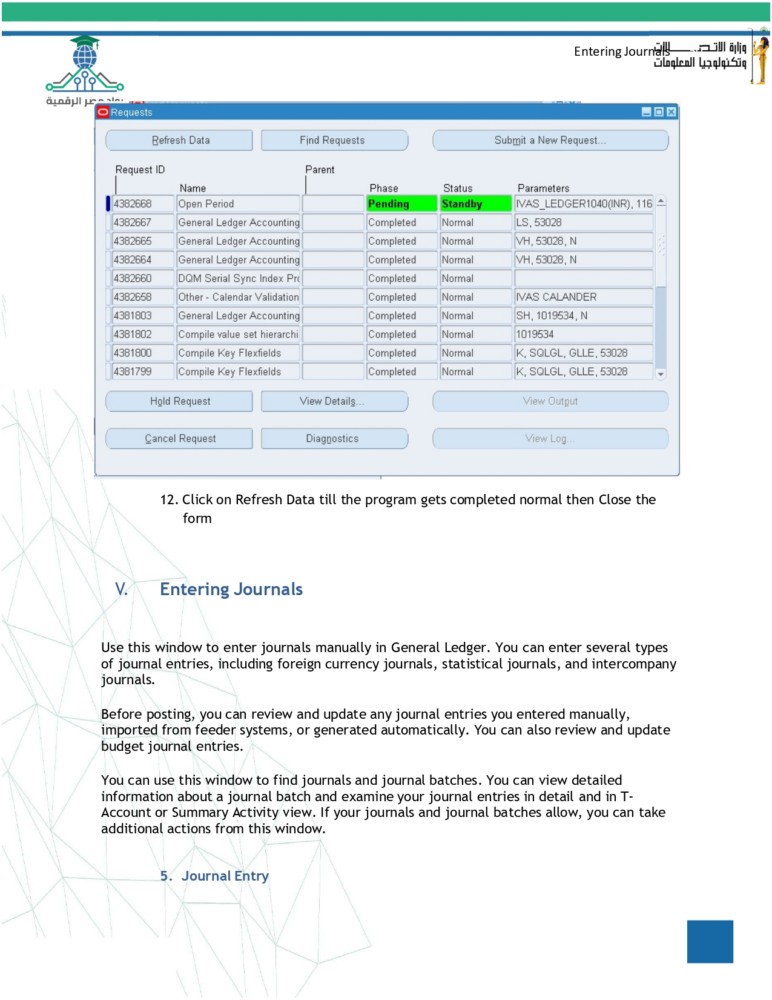 Entering Journals
وزارة الاتصالات
وتكنولوجيا المعلومات
الرقمية
Requests
Refresh Data
Find Requests
Submit a New Request...
Request ID
Parent
Name
Phase
Status
Parameters
4382668 Open Period Pending Standby IVAS_LEDGER1040(INR), 116
4382667 General Ledger Accounting Completed Normal LS, 53028
4382665 General Ledger Accounting Completed Normal VH, 53028, N
4382664 General Ledger Accounting Completed Normal VH, 53028, N
4382660 DQM Serial Sync Index Pro Completed Normal
4382658 Other - Calendar Validation Completed Normal IVAS CALANDER
4381803 General Ledger Accounting Completed Normal SH, 1019534, N
4381802 Compile value set hierarchi Completed Normal 1019534
4381800 Compile Key Flexfields Completed Normal K, SQLGL, GLLE, 53028
4381799 Compile Key Flexfields Completed Normal K, SQLGL, GLLE, 53028
Hold Request
View Details...
View Output
Cancel Request
Diagnostics
View Log...
12. Click on Refresh Data till the program gets completed normal then Close the
form
V. Entering Journals
Use this window to enter journals manually in General Ledger. You can enter several types
of journal entries, including foreign currency journals, statistical journals, and intercompany
journals.
Before posting, you can review and update any journal entries you entered manually,
imported from feeder systems, or generated automatically. You can also review and update
budget journal entries.
You can use this window to find journals and journal batches. You can view detailed
information about a journal batch and examine your journal entries in detail and in T-
Account or Summary Activity view. If your journals and journal batches allow, you can take
additional actions from this window.
5. Journal Entry